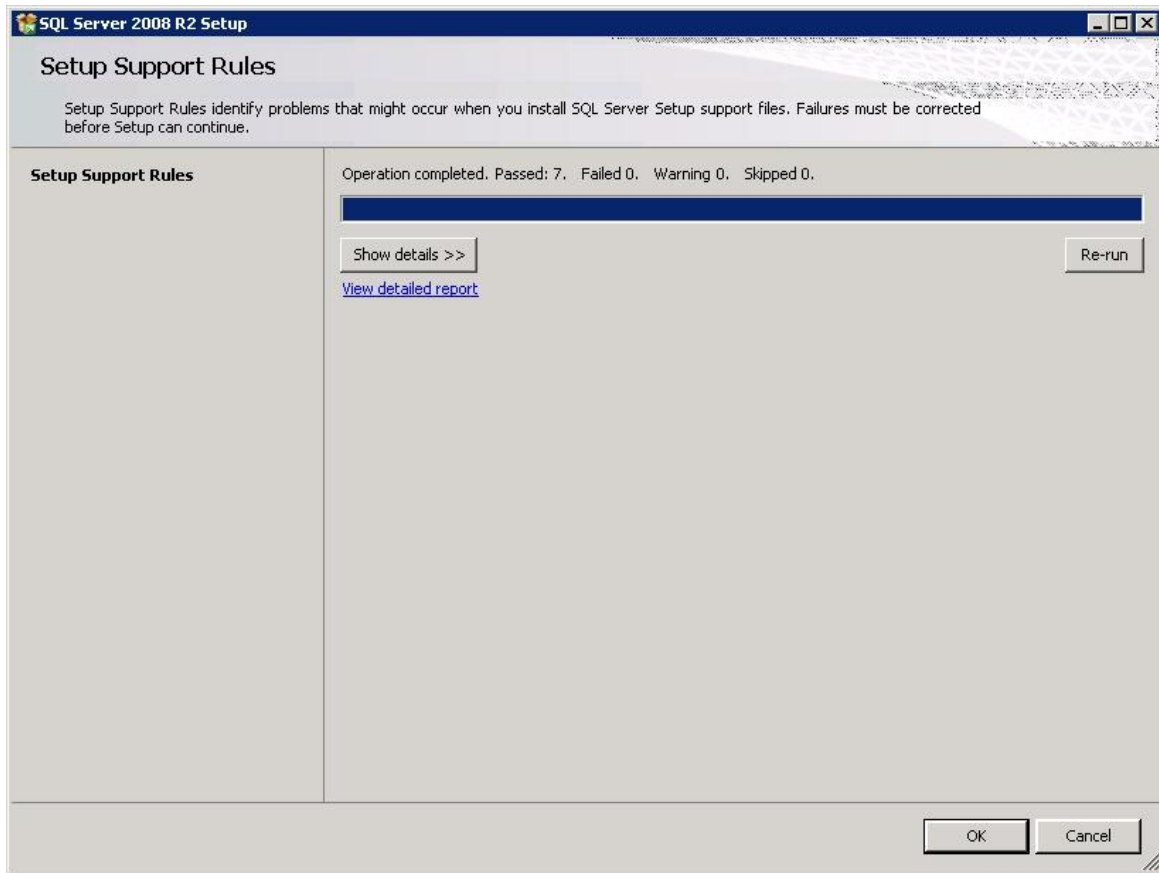 SQL Server 2008 R2 Setup
Setup Support Rules
Setup Support Rules identify problems that might occur when you install SQL Server Setup support files. Failures must be corrected
before Setup can continue.
Setup Support Rules
Operation completed. Passed: 7.   Failed 0.   Warning 0.   Skipped 0.
Show details >>
Re-run
View detailed report
OK
Cancel